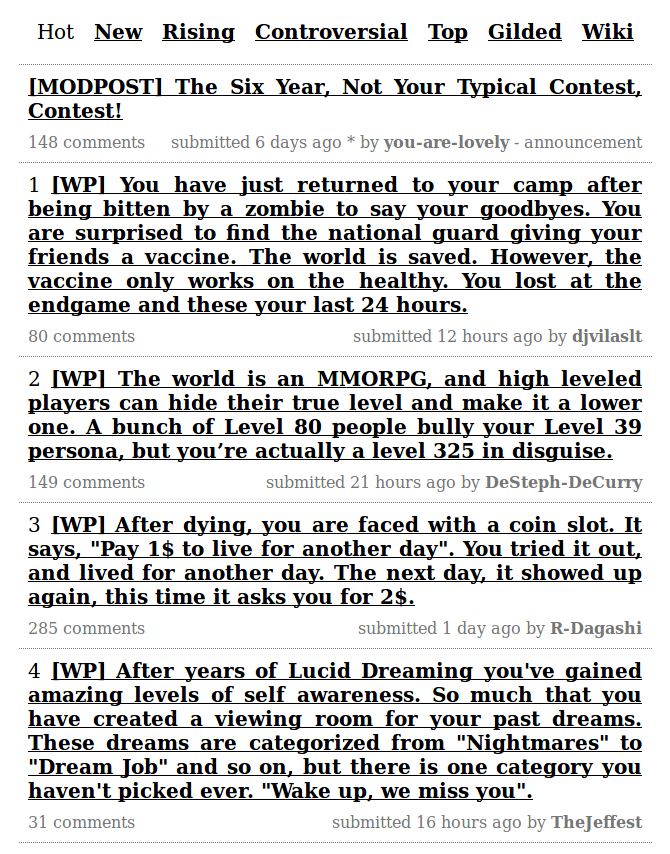 Hot New Rising Controversial Top Gilded Wiki
[MODPOST] The Six Year, Not Your Typical Contest,
Contest!
148 comments submitted 6 days ago * by you-are-lovely - announcement
1 [WP] You have just returned to your camp after
being bitten by a zombie to say your goodbyes. You
are surprised to find the national guard giving your
friends a vaccine. The world is saved. However, the
vaccine only works on the healthy. You lost at the
endgame and these your last 24 hours.
80 comments submitted 12 hours ago by djvilaslt
2 [WP] The world is an MMORPG, and high leveled
players can hide their true level and make it a lower
one. A bunch of Level 80 people bully your Level 39
persona, but you’re actually a level 325 in disguise.
149 comments submitted 21 hours ago by DeSteph-DeCurry
3 [WP] After dying, you are faced with a coin slot. It
says, "Pay 1$ to live for another day". You tried it out,
and lived for another day. The next day, it showed up
again, this time it asks you for 2$.
285 comments submitted 1 day ago by R-Dagashi
4 [WP] After years of Lucid Dreaming you've gained
amazing levels of self awareness. So much that you
have created a viewing room for your past dreams.
These dreams are categorized from "Nightmares" to
"Dream Job" and so on, but there is one category you
haven't picked ever. "Wake up, we miss you".
31 comments submitted 16 hours ago by TheJeffest